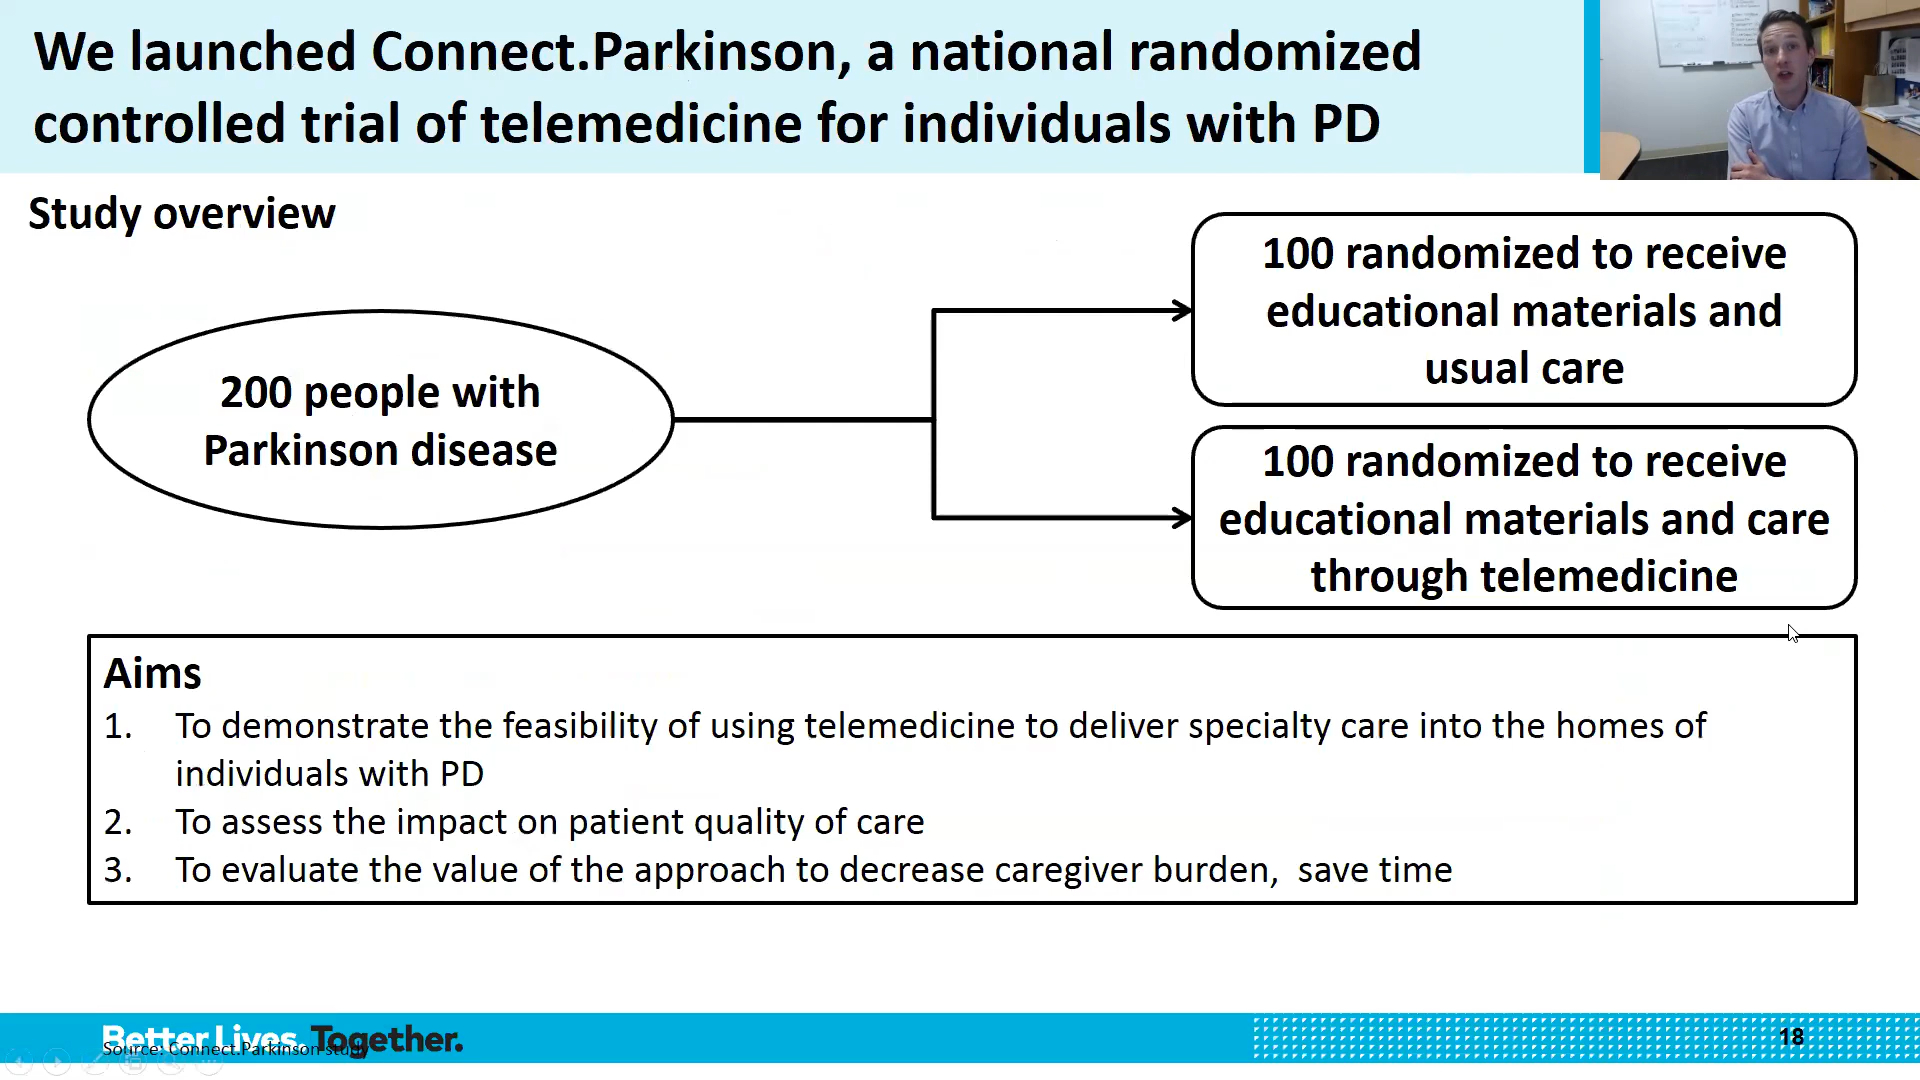 We launched Connect.Parkinson, a national randomized
controlled trial of telemedicine for individuals with PD
Study overview
200 people with
Parkinson disease
100 randomized to receive
educational materials and
usual care
100 randomized to receive
educational materials and care
through telemedicine
Aims
1. To demonstrate the feasibility of using telemedicine to deliver specialty care into the homes of
individuals with PD
2. To assess the impact on patient quality of care
3. To evaluate the value of the approach to decrease caregiver burden,  save time
Better Lives. Together.
Source: Connect.Parkinson study
18